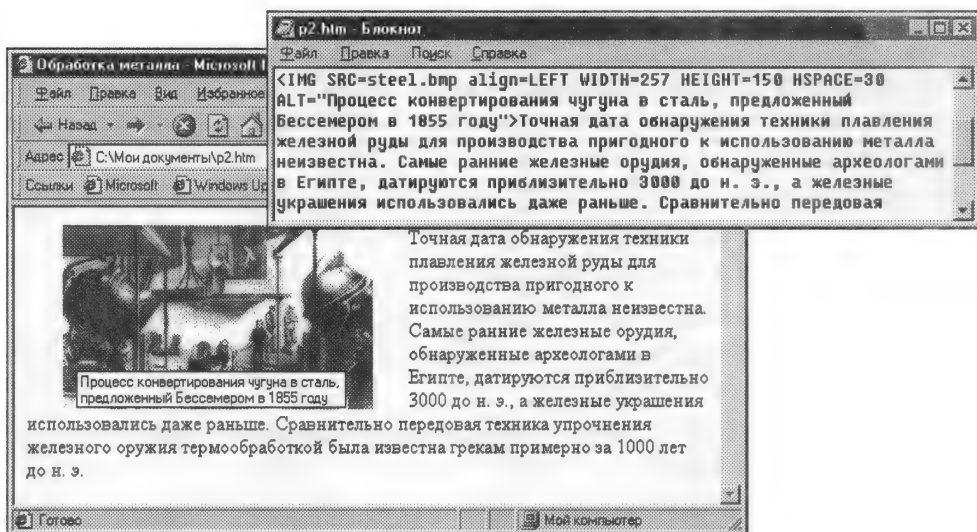 p2.htm - Блокнот
Файл Правка Поиск Справка
<IMG SRC=steel.bmp align=LEFT WIDTH=257 HEIGHT=150 HSPACE=30
ALT="Процесс конвертирования чугуна в сталь, предложенный
Бессемером в 1855 году">Точная дата обнаружения техники плавления
железной руды для производства пригодного к использованию металла
неизвестна. Самые ранние железные орудия, обнаруженные археологами
в Египте, датируются приблизительно 3000 до н. э., а железные
украшения использовались даже раньше. Сравнительно передовая
Обработка металла - Microsoft
Файл Правка Вид Избранное
Назад
Адрес C:\Мои документы\p2.htm
Ссылки Microsoft Windows Up
Точная дата обнаружения техники
плавления железной руды для
производства пригодного к
использованию металла неизвестна.
Самые ранние железные орудия,
обнаруженные археологами в
Египте, датируются приблизительно
3000 до н. э., а железные украшения
Процесс конвертирования чугуна в сталь,
предложенный Бессемером в 1855 году
использовались даже раньше. Сравнительно передовая техника упрочнения
железного оружия термообработкой была известна грекам примерно за 1000 лет
до н. э.
Готово
Мой компьютер